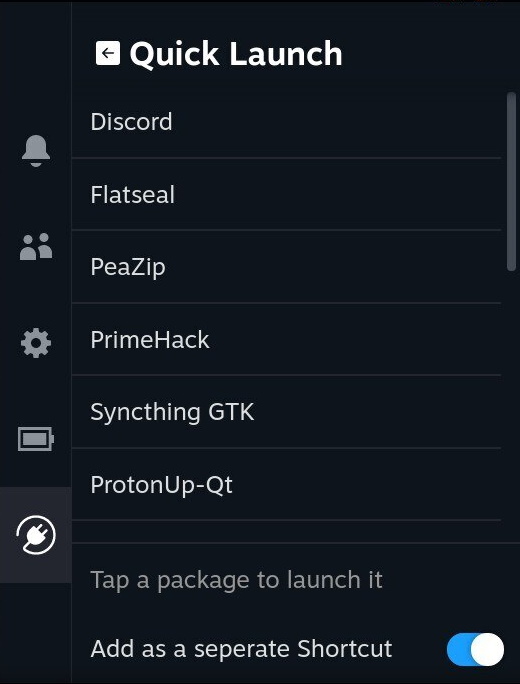 Quick Launch
Discord
Flatseal
PeaZip
PrimeHack
Syncthing GTK
ProtonUp-Qt
Tap a package to launch it
Add as a seperate Shortcut